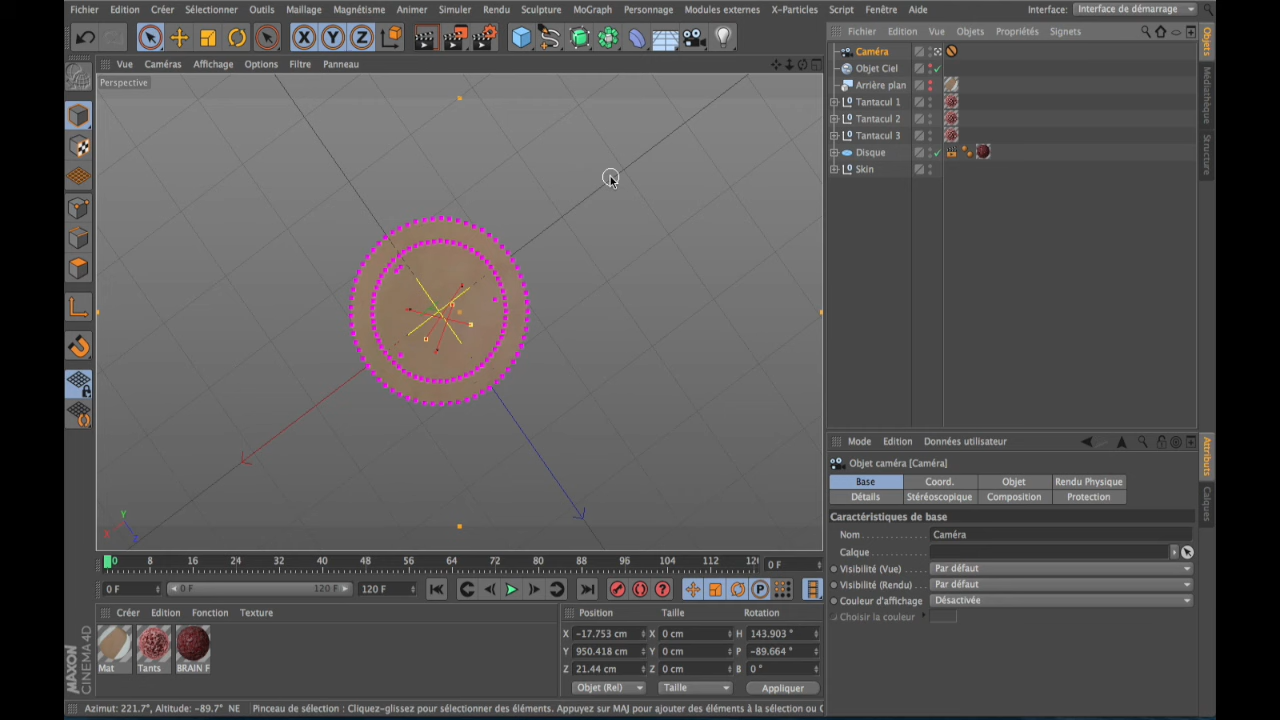 Fichier Edition Créer Sélectionner Outils Maillage Magnétisme Animer Simuler Rendu Sculpture MoGraph Personnage Modules externes X-Particles Script Fenêtre Aide Interface: Interface de démarrage
Vue Caméras Affichage Options Filtre Panneau
Perspective
Y
X
Z
0 8 16 24 32 40 48 56 64 72 80 88 96 104 112 12( 0 F
0 F 0 F 120 F 120 F
Créer Edition Fonction Texture
Mat Tants BRAIN F
MAXON
CINEMA 4D
Position Taille Rotation
X -17.753 cm X 0 cm H 143.903 °
Y 950.418 cm Y 0 cm P -89.664 °
Z 21.44 cm Z 0 cm B 0 °
Objet (Rel) Taille Appliquer
Azimut: 221.7°, Altitude: -89.7° NE Pinceau de sélection : Cliquez-glissez pour sélectionner des éléments. Appuyez sur MAJ pour ajouter des éléments à la sélection ou C
Fichier Edition Vue Objets Propriétés Signets
Caméra
Objet Ciel
Arrière plan
Tantacul 1
Tantacul 2
Tantacul 3
Disque
Skin
Objets
Médiathèque
Structure
Mode Edition Données utilisateur
Objet caméra [Caméra]
Base Coord. Objet Rendu Physique
Détails Stéréoscopique Composition Protection
Caractéristiques de base
Nom Caméra
Calque
Visibilité (Vue) Par défaut
Visibilité (Rendu) Par défaut
Couleur d'affichage Désactivée
Choisir la couleur
Attributs
Calques